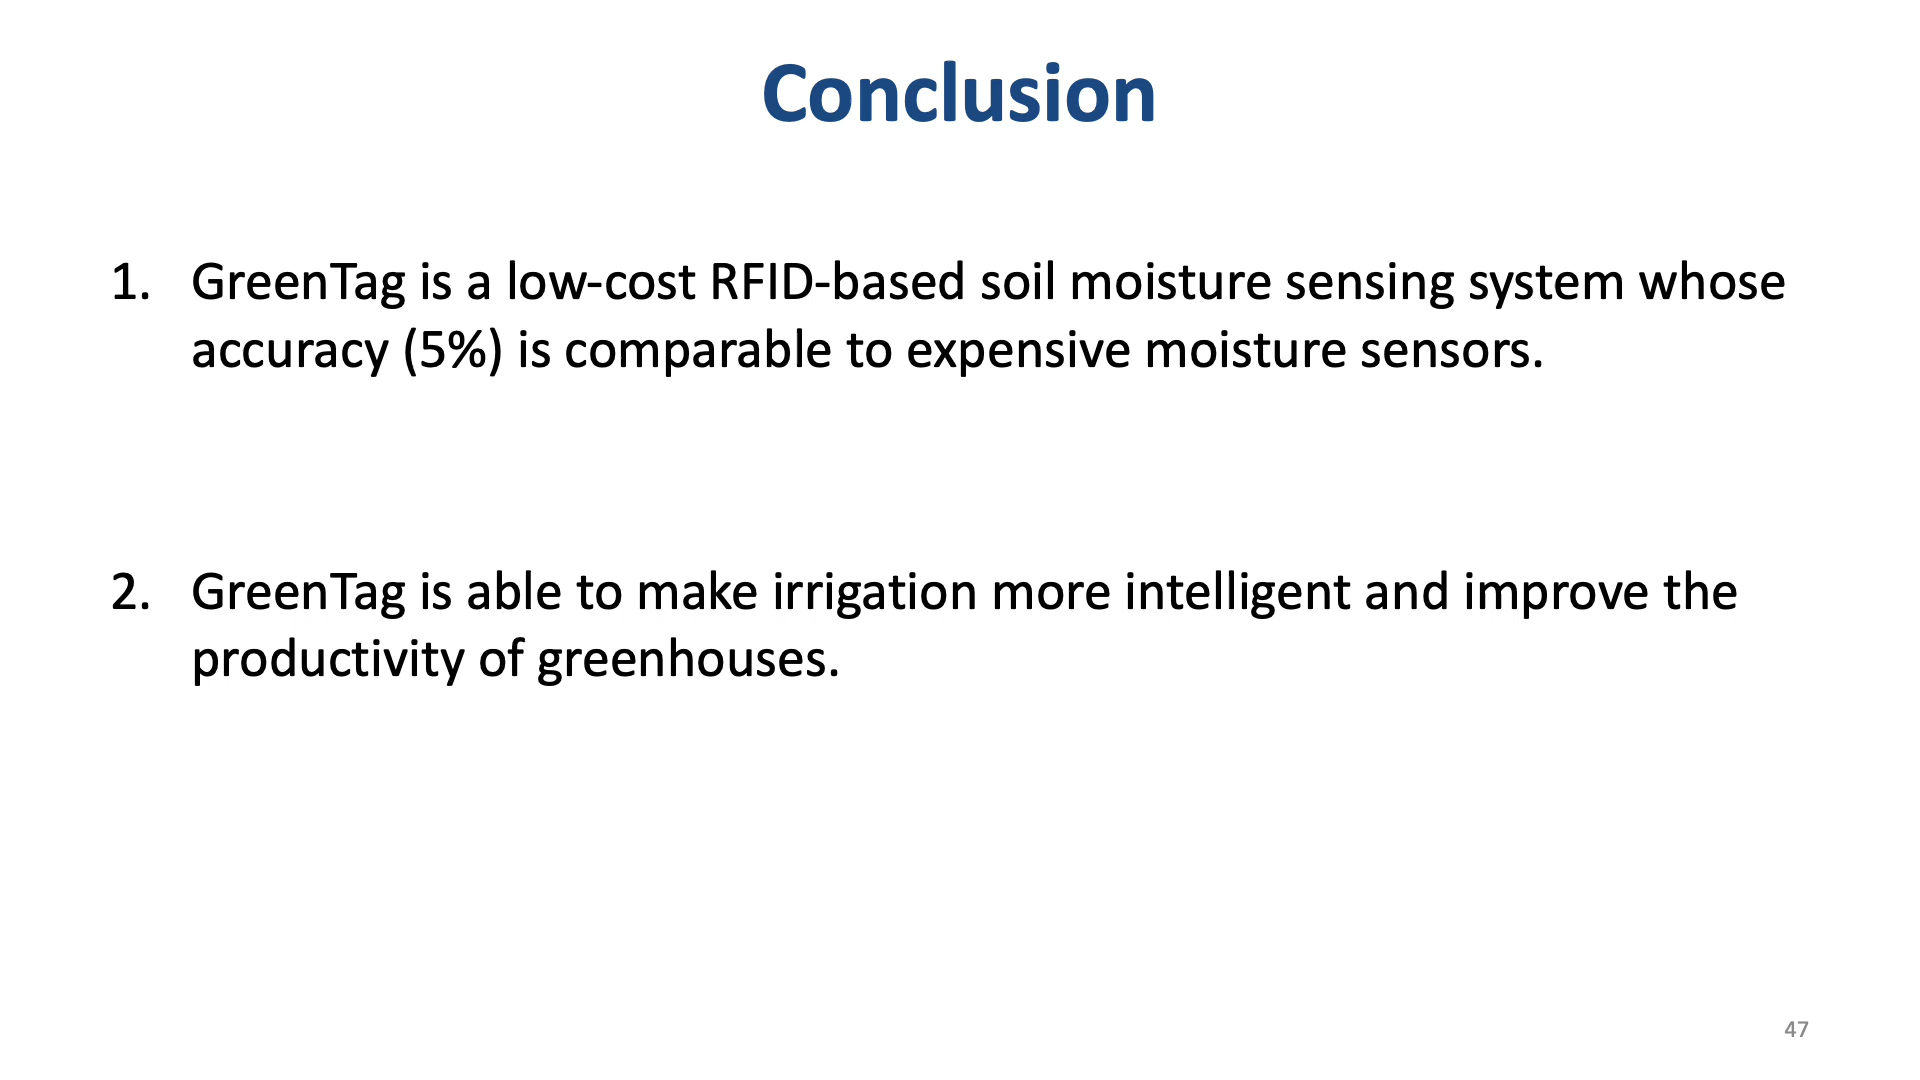 Conclusion
1. GreenTag is a low-cost RFID-based soil moisture sensing system whose
accuracy (5%) is comparable to expensive moisture sensors.
2. GreenTag is able to make irrigation more intelligent and improve the
productivity of greenhouses.
47